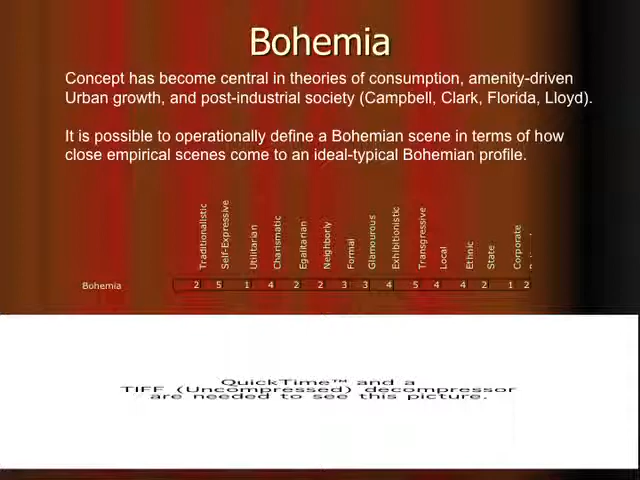 Bohemia
Concept has become central in theories of consumption, amenity-driven
Urban growth, and post-industrial society (Campbell, Clark, Florida, Lloyd).
It is possible to operationally define a Bohemian scene in terms of how
close empirical scenes come to an ideal-typical Bohemian profile.
Traditionalistic
Self-Expressive
Utilitarian
Charismatic
Egalitarian
Neighborly
Formal
Glamourous
Exhibitionistic
Transgressive
Local
Ethnic
State
Corporate
Bohemia 2 5 1 4 2 2 3 3 4 5 4 4 2 1 2
QuickTime™ and a
TIFF (Uncompressed) decompressor
are needed to see this picture.